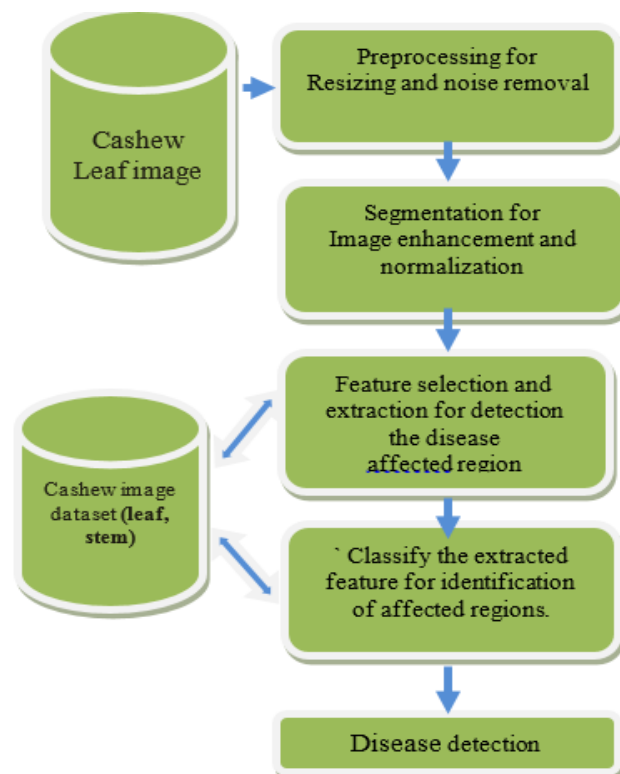 Cashew
Leaf image
Preprocessing for
Resizing and noise removal
Segmentation for
Image enhancement and
normalization
Feature selection and
extraction for detection
the disease
affected region
Cashew image
dataset (leaf,
stem)
` Classify the extracted
feature for identification
of affected regions.
Disease detection